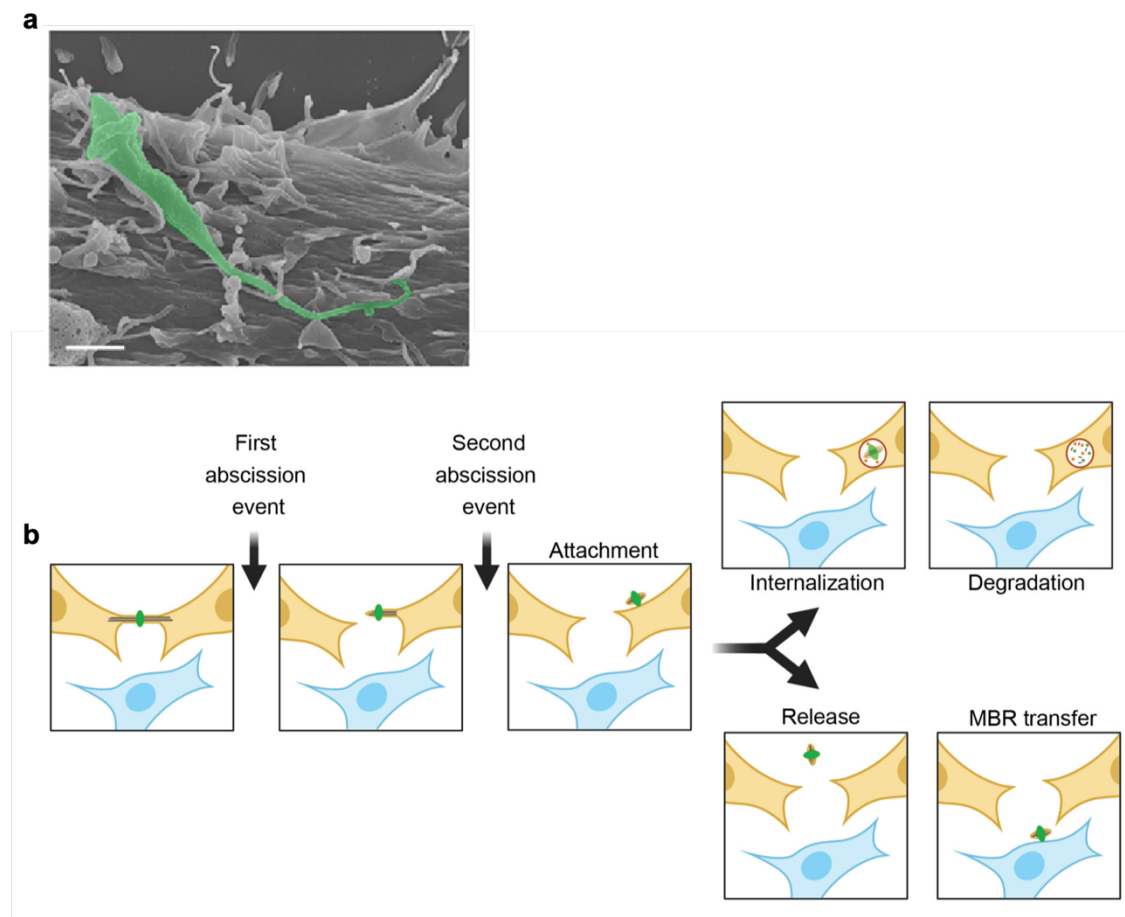 a
First
abscission
event
Second
abscission
event
b
Attachment
Internalization
Degradation
Release
MBR transfer